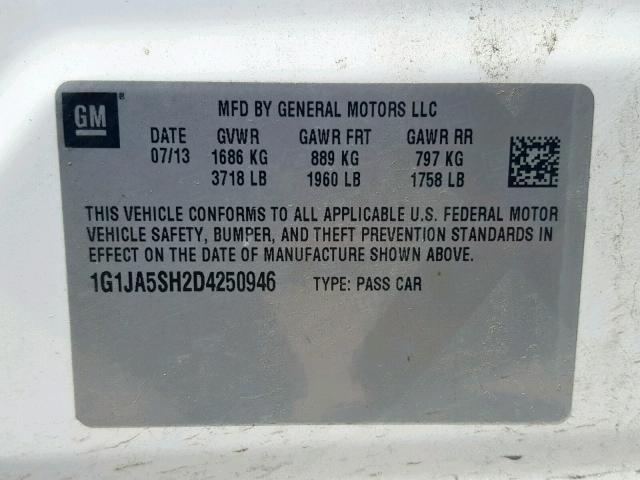 GM
MFD BY GENERAL MOTORS LLC
DATE GVWR GAWR FRT GAWR RR
07/13 1686 KG 889 KG 797 KG
3718 LB 1960 LB 1758 LB
THIS VEHICLE CONFORMS TO ALL APPLICABLE U.S. FEDERAL MOTOR
VEHICLE SAFETY, BUMPER, AND THEFT PREVENTION STANDARDS IN
EFFECT ON THE DATE OF MANUFACTURE SHOWN ABOVE.
1G1JA5SH2D4250946 TYPE: PASS CAR